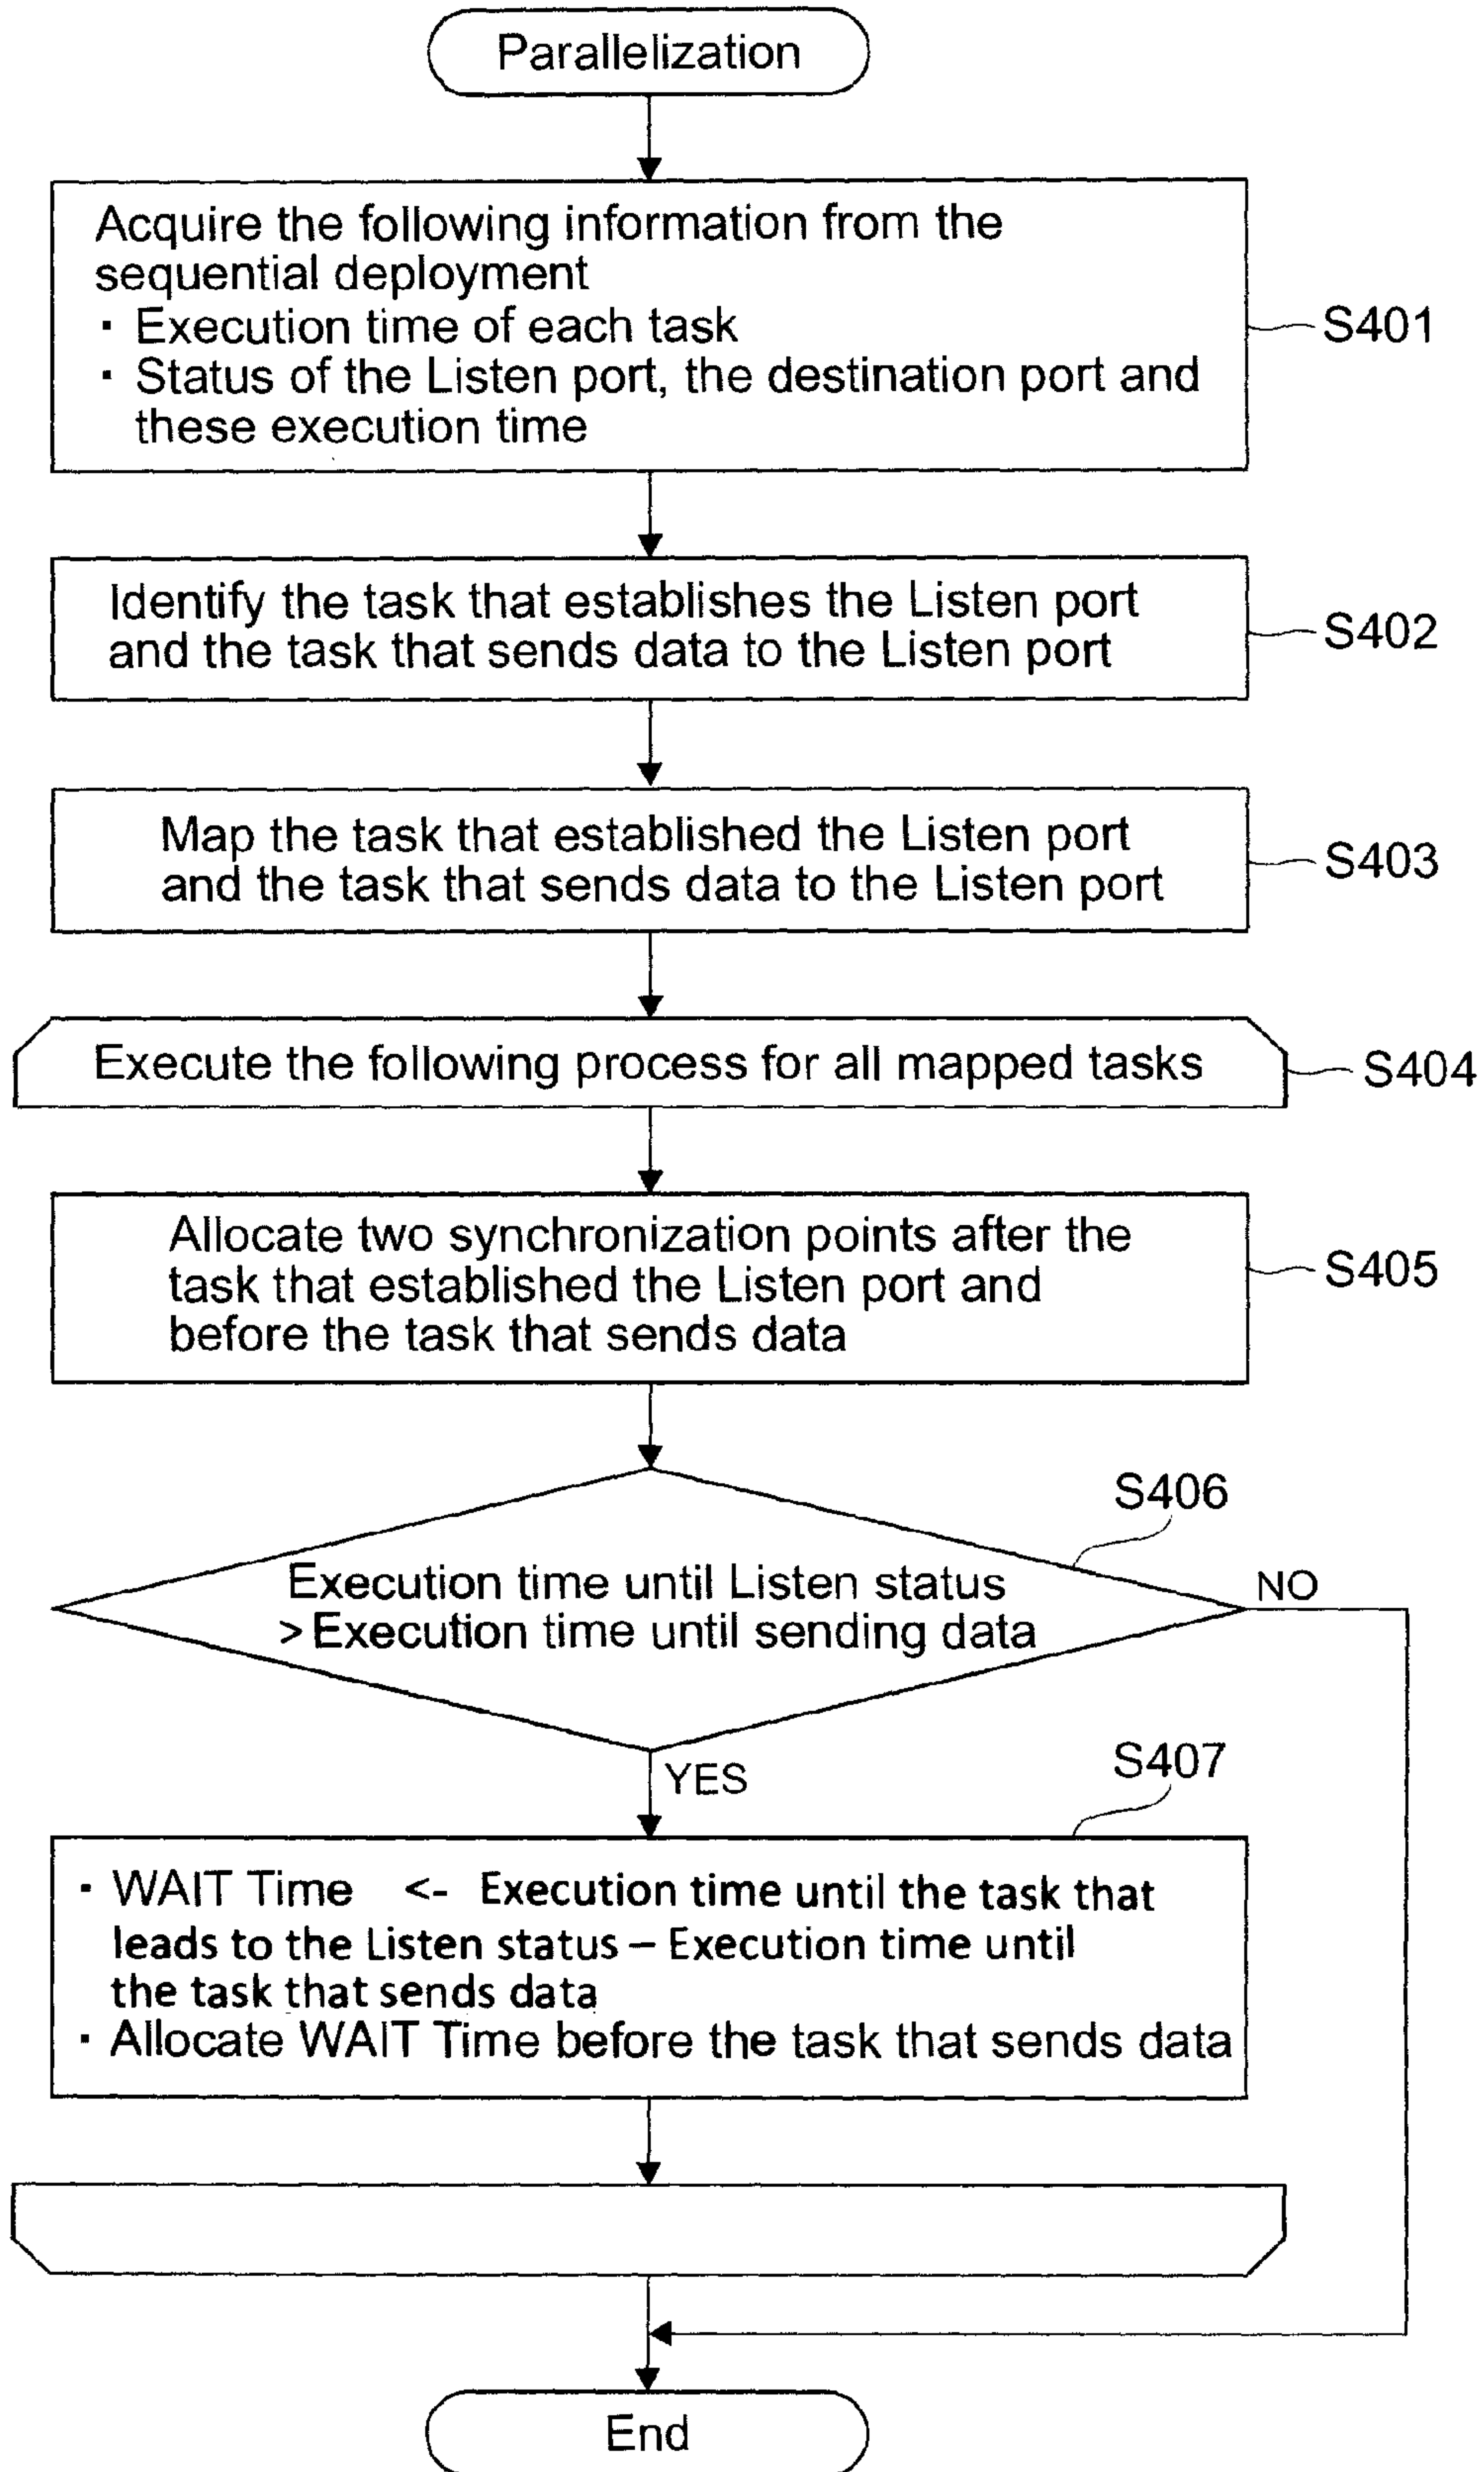 Parallelization
Acquire the following information from the
sequential deployment
· Execution time of each task
· Status of the Listen port, the destination port and
these execution time
S401
Identify the task that establishes the Listen port
and the task that sends data to the Listen port
S402
Map the task that established the Listen port
and the task that sends data to the Listen port
S403
Execute the following process for all mapped tasks
S404
Allocate two synchronization points after the
task that established the Listen port and
before the task that sends data
S405
S406
Execution time until Listen status
> Execution time until sending data
NO
YES
S407
· WAIT Time <- Execution time until the task that
leads to the Listen status – Execution time until
the task that sends data
· Allocate WAIT Time before the task that sends data
End